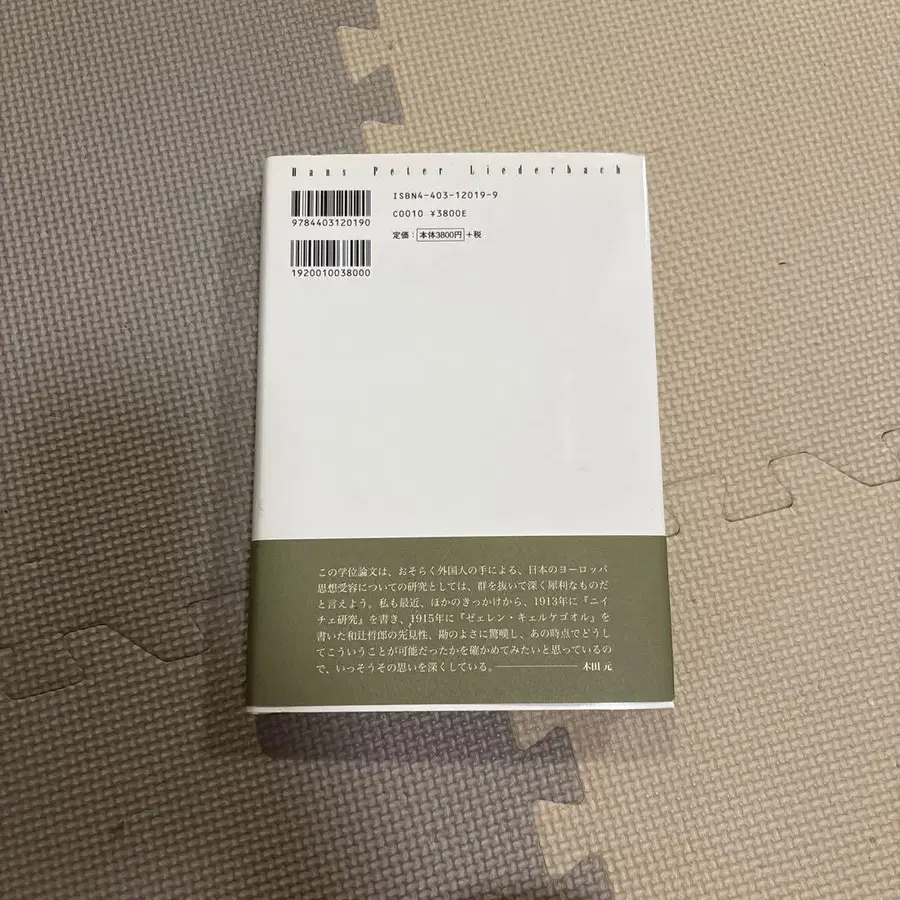 Hans Peter Liederbach
ISBN4-403-12019-9
C0010 ¥3800E
定価：本体3800円＋税
9784403120190
1920010038000
この学位論文は、おそらく外国人の手による、日本のヨーロッパ
思想受容についての研究としては、群を抜いて深く犀利なものだ
と言えよう。私も最近、ほかのきっかけから、1913年に『ニイ
チェ研究』を書き、1915年に『ゼェレン・キェルケゴオル』を
書いた和辻哲郎の先見性、勘のよさに驚嘆し、あの時点でどうし
てこういうことが可能だったかを確かめてみたいと思っているの
で、いっそうその思いを深くしている。――――木田 元